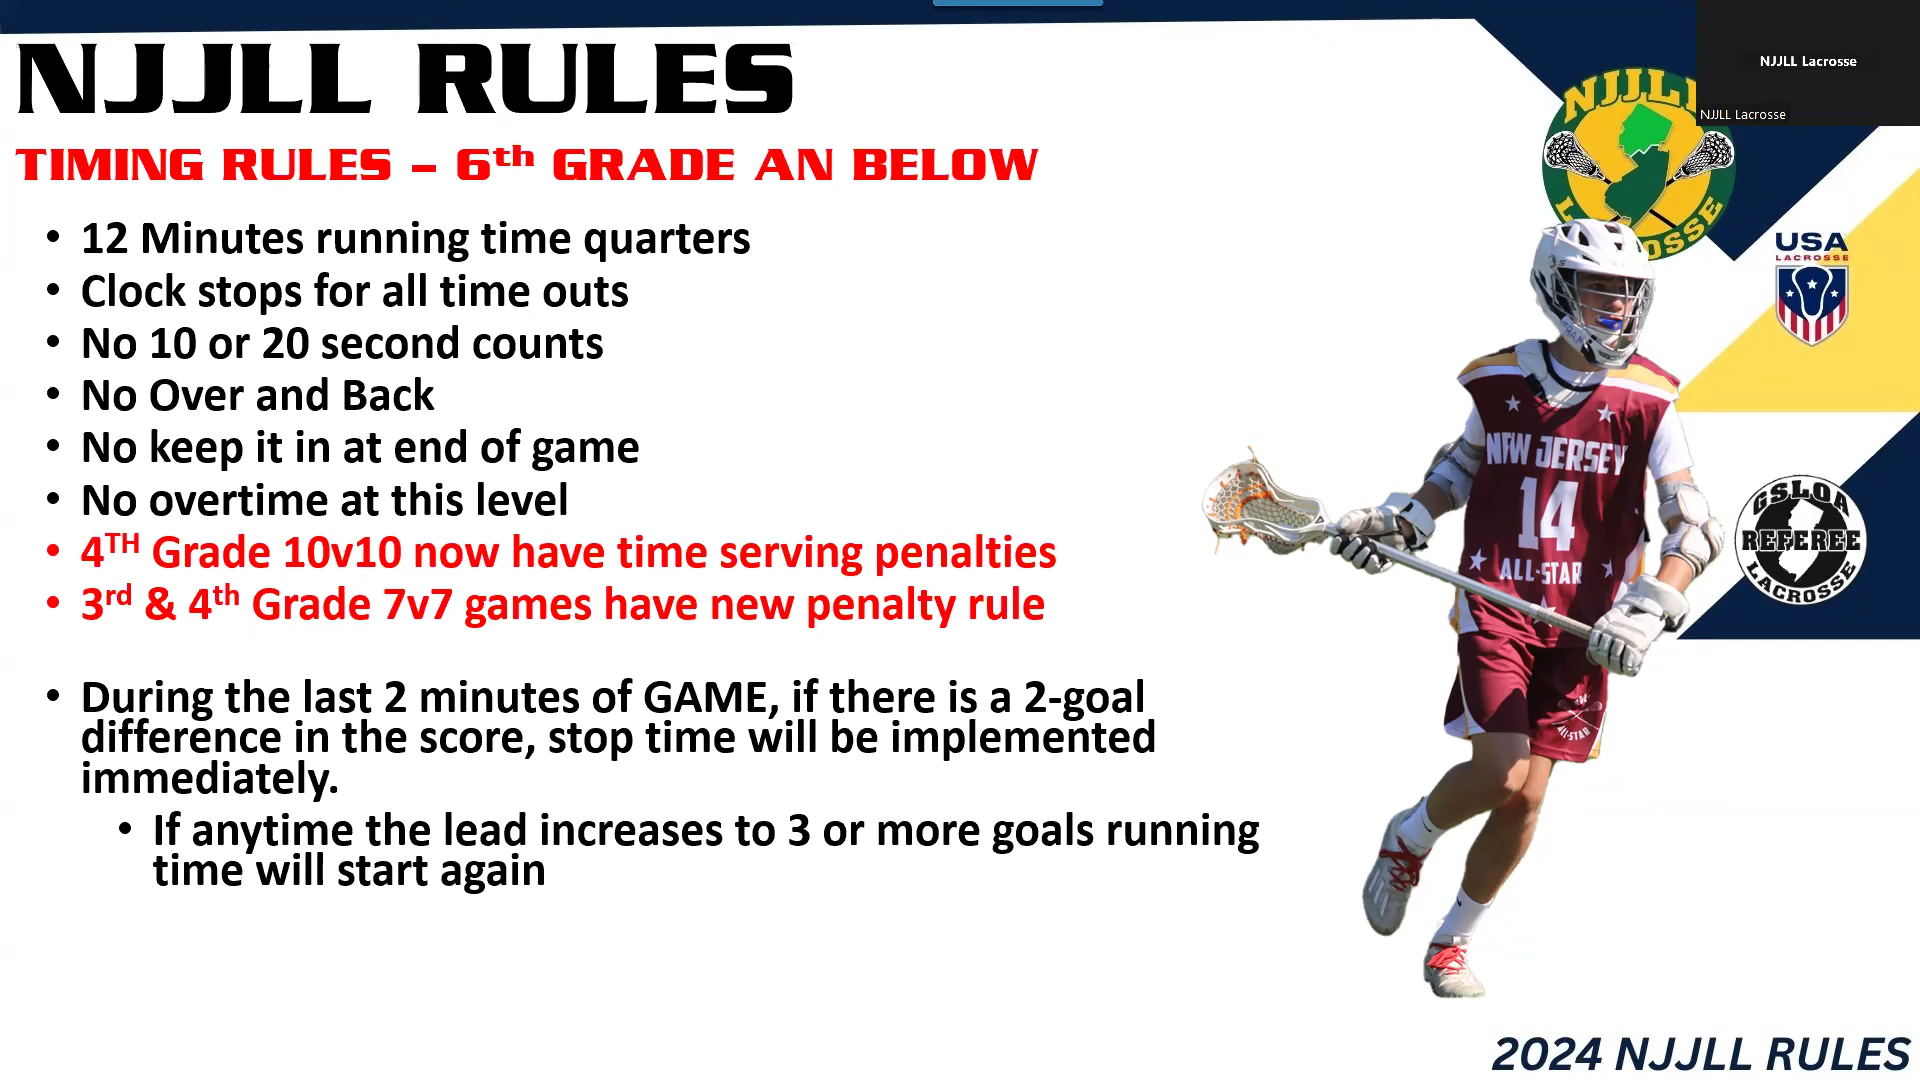 NJJLL RULES
NJJLL Lacrosse
NJJLL Lacrosse
TIMING RULES – 6th GRADE AN BELOW
• 12 Minutes running time quarters
• Clock stops for all time outs
• No 10 or 20 second counts
• No Over and Back
• No keep it in at end of game
• No overtime at this level
• 4TH Grade 10v10 now have time serving penalties
• 3rd & 4th Grade 7v7 games have new penalty rule
• During the last 2 minutes of GAME, if there is a 2-goal
difference in the score, stop time will be implemented
immediately.
• If anytime the lead increases to 3 or more goals running
time will start again
NJJLL
USA
LACROSSE
NEW JERSEY
14
ALL-STAR
ALL-STAR
GSLOA
REFEREE
LACROSSE
2024 NJJLL RULES